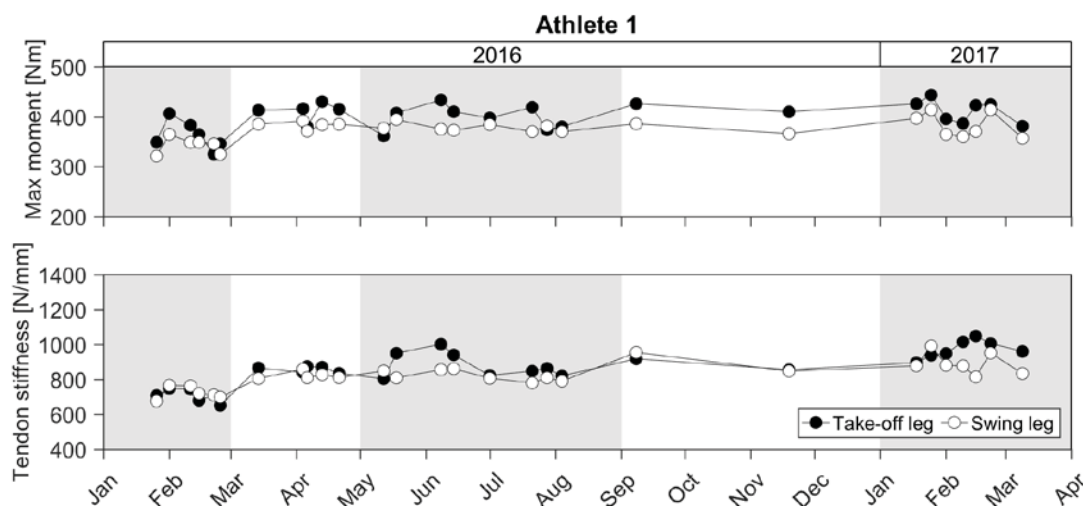 Athlete 1
2016 2017
Max moment [Nm]
500
400
300
200
Tendon stiffness [N/mm]
1400
1200
1000
800
600
400
Take-off leg Swing leg
Jan Feb Mar Apr May Jun Jul Aug Sep Oct Nov Dec Jan Feb Mar Apr